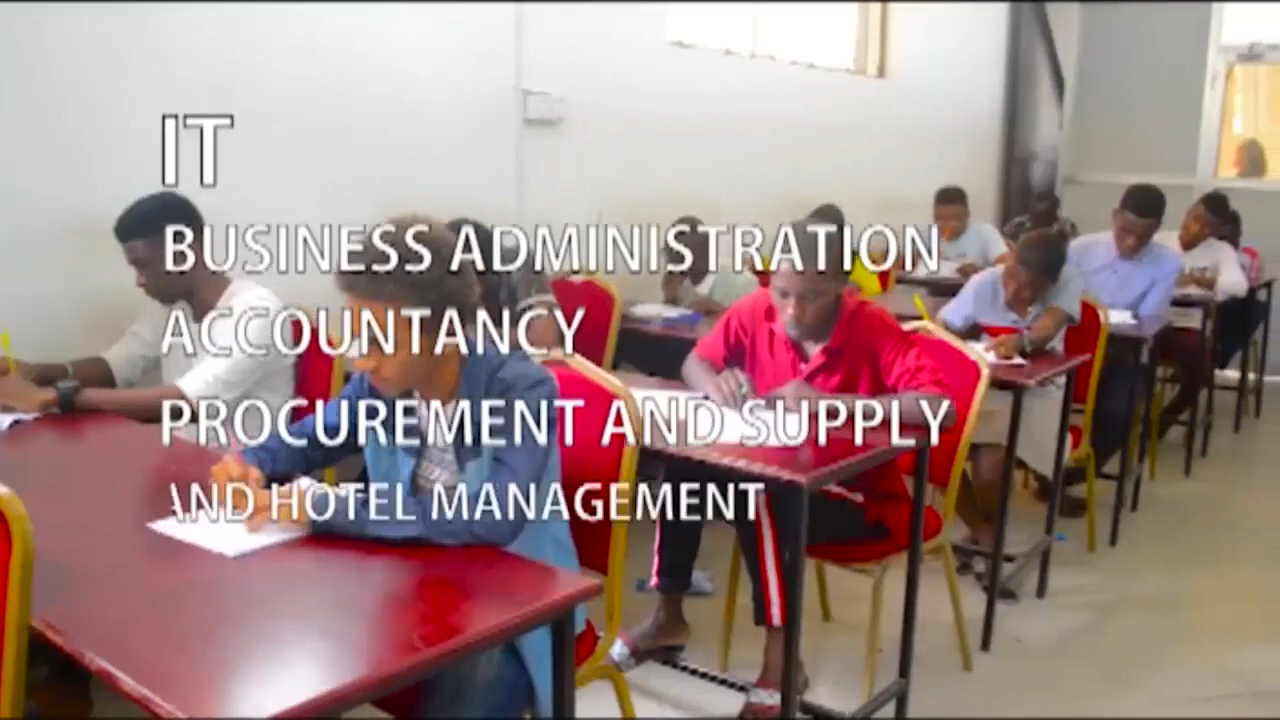 IT
BUSINESS ADMINISTRATION
ACCOUNTANCY
PROCUREMENT AND SUPPLY
AND HOTEL MANAGEMENT